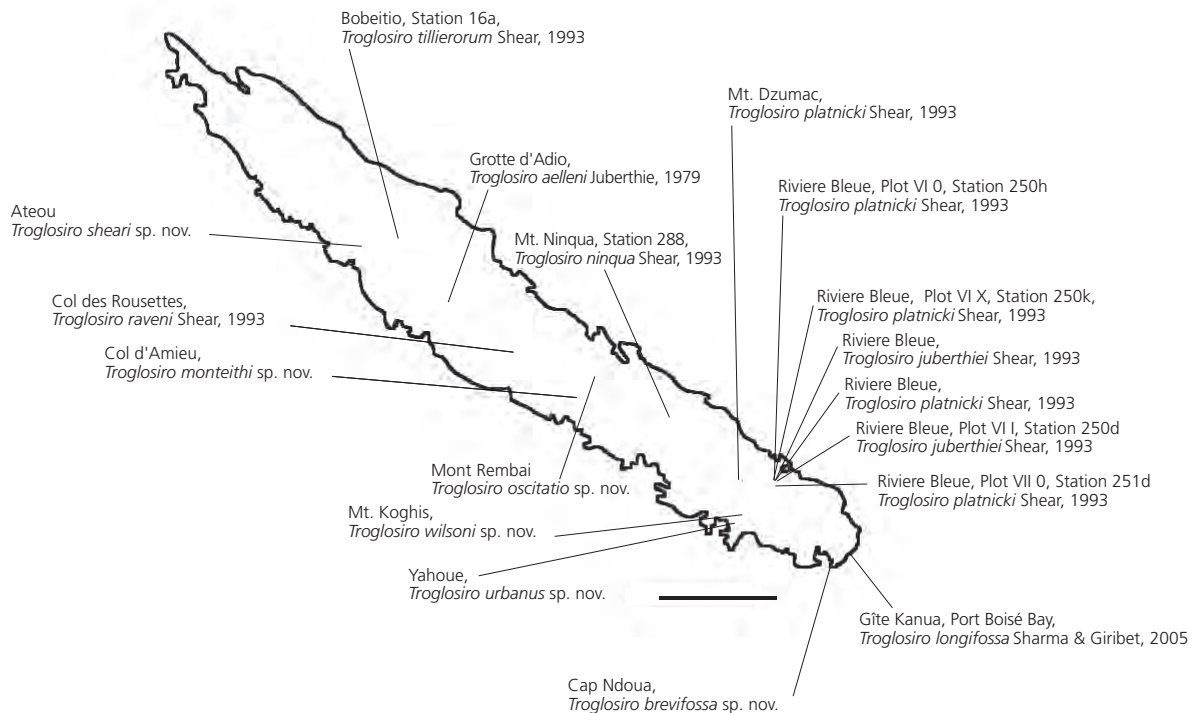 Bobeitio, Station 16a,
Troglosiro tillierorum Shear, 1993
Mt. Dzumac,
Troglosiro platnicki Shear, 1993
Grotte d'Adio,
Troglosiro aelleni Juberthie, 1979
Riviere Bleue, Plot VI 0, Station 250h
Troglosiro platnicki Shear, 1993
Ateou
Troglosiro sheari sp. nov.
Mt. Ninqua, Station 288,
Troglosiro ninqua Shear, 1993
Col des Rousettes,
Troglosiro raveni Shear, 1993
Riviere Bleue, Plot VI X, Station 250k,
Troglosiro platnicki Shear, 1993
Riviere Bleue,
Troglosiro juberthiei Shear, 1993
Col d'Amieu,
Troglosiro monteithi sp. nov.
Riviere Bleue,
Troglosiro platnicki Shear, 1993
Riviere Bleue, Plot VI I, Station 250d
Troglosiro juberthiei Shear, 1993
Mont Rembai
Troglosiro oscitatio sp. nov.
Riviere Bleue, Plot VII 0, Station 251d
Troglosiro platnicki Shear, 1993
Mt. Koghis,
Troglosiro wilsoni sp. nov.
Yahoue,
Troglosiro urbanus sp. nov.
Gîte Kanua, Port Boisé Bay,
Troglosiro longifossa Sharma & Giribet, 2005
Cap Ndoua,
Troglosiro brevifossa sp. nov.